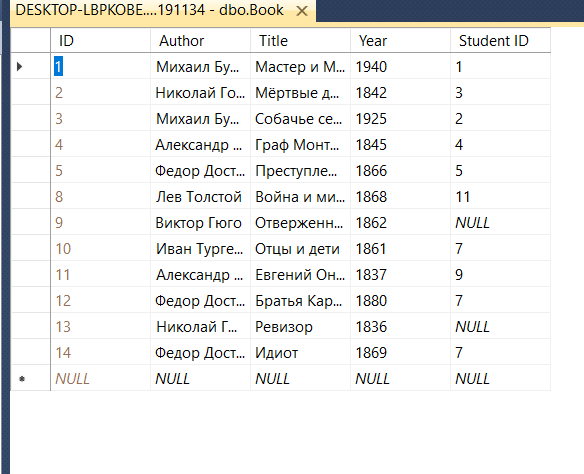 DESKTOP-LBPKOBE....191134 - dbo.Book
ID Author Title Year Student ID
1 Михаил Бу... Мастер и М... 1940 1
2 Николай Го... Мёртвые д... 1842 3
3 Михаил Бу... Собачье се... 1925 2
4 Александр ... Граф Монт... 1845 4
5 Федор Дост... Преступле... 1866 5
8 Лев Толстой Война и ми... 1868 11
9 Виктор Гюго Отверженн... 1862 NULL
10 Иван Турге... Отцы и дети 1861 7
11 Александр ... Евгений Он... 1837 9
12 Федор Дост... Братья Кар... 1880 7
13 Николай Г... Ревизор 1836 NULL
14 Федор Дост... Идиот 1869 7
NULL NULL NULL NULL NULL